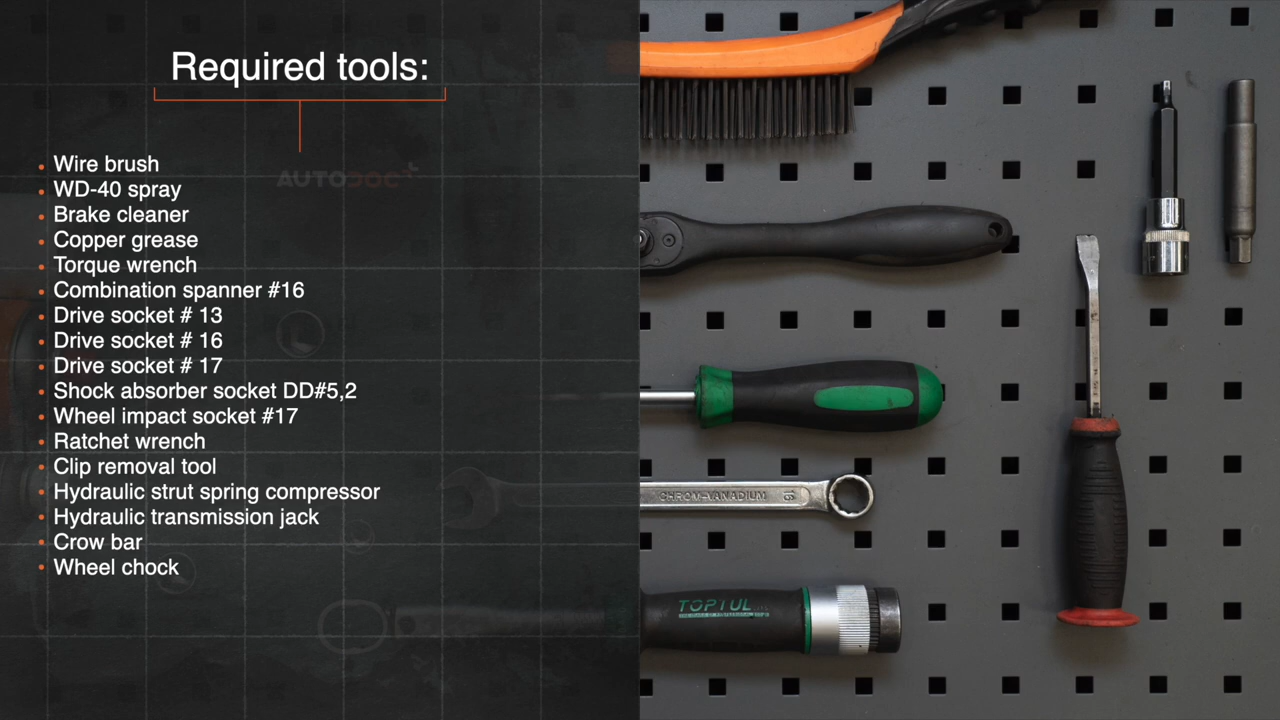 Required tools:
AUTODOC
Wire brush
WD-40 spray
Brake cleaner
Copper grease
Torque wrench
Combination spanner #16
Drive socket # 13
Drive socket # 16
Drive socket # 17
Shock absorber socket DD#5,2
Wheel impact socket #17
Ratchet wrench
Clip removal tool
Hydraulic strut spring compressor
Hydraulic transmission jack
Crow bar
Wheel chock
CHROM-VANADIUM 16
TOPTUL